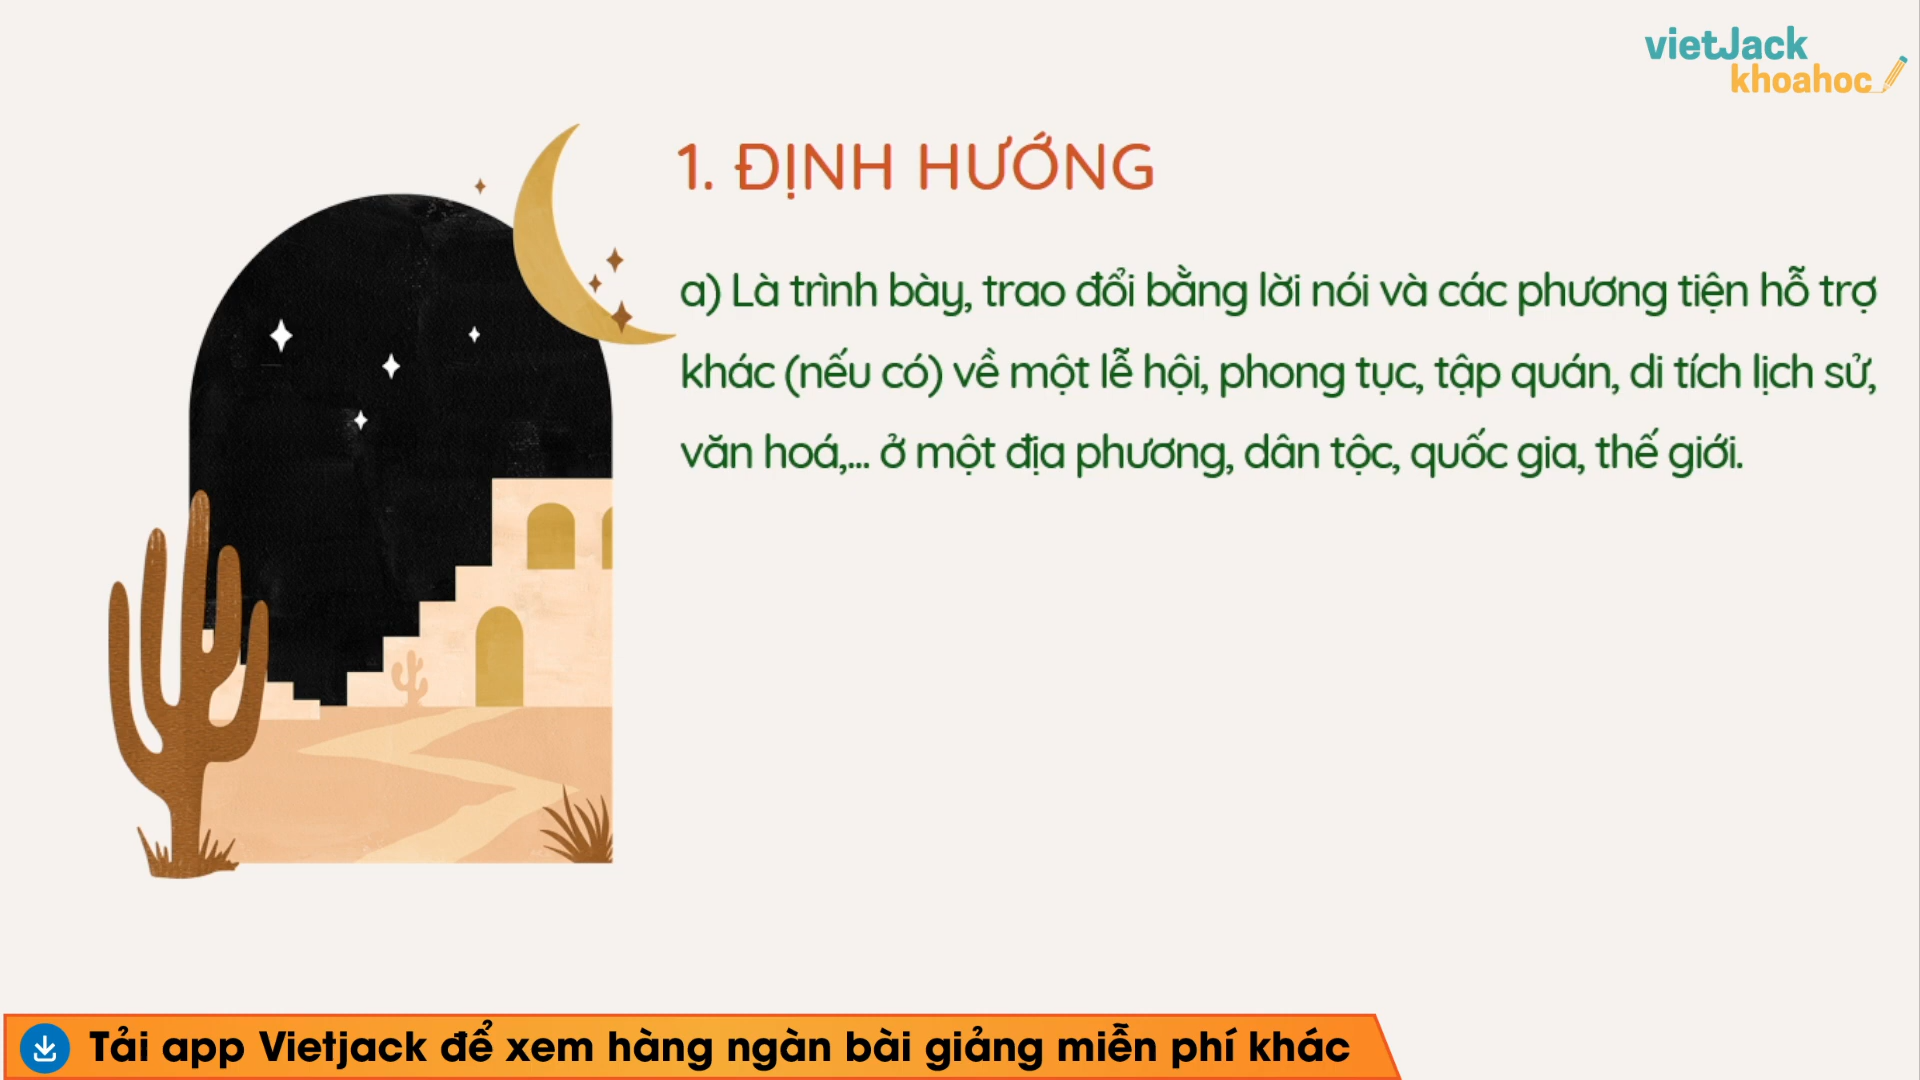 vietJack
khoahoc
1. ĐỊNH HƯỚNG
a) Là trình bày, trao đổi bằng lời nói và các phương tiện hỗ trợ
khác (nếu có) về một lễ hội, phong tục, tập quán, di tích lịch sử,
văn hoá,... ở một địa phương, dân tộc, quốc gia, thế giới.
Tải app Vietjack để xem hàng ngàn bài giảng miễn phí khác